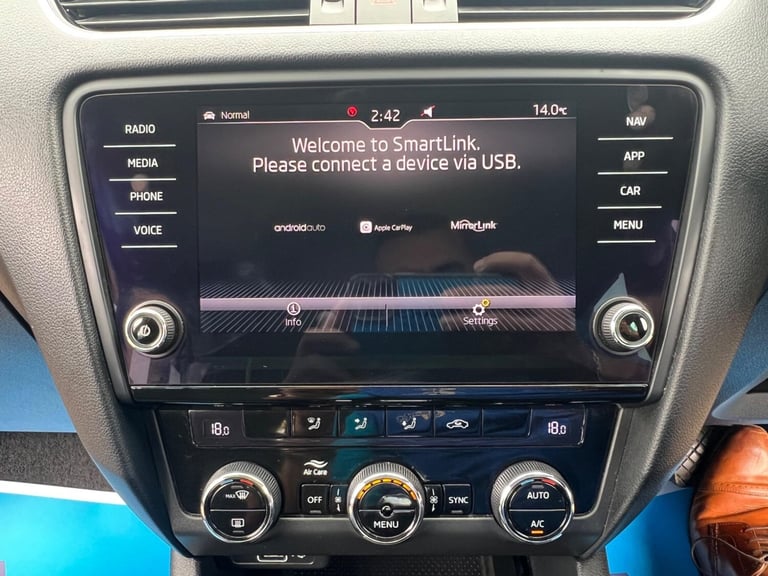 Normal 2:42 14.0°C
RADIO
MEDIA
PHONE
VOICE
Welcome to SmartLink.
Please connect a device via USB.
androidauto Apple CarPlay MirrorLink
Info Settings
NAV
APP
CAR
MENU
18.0 18.0
Air Care
MAX OFF MENU SYNC AUTO
A/C